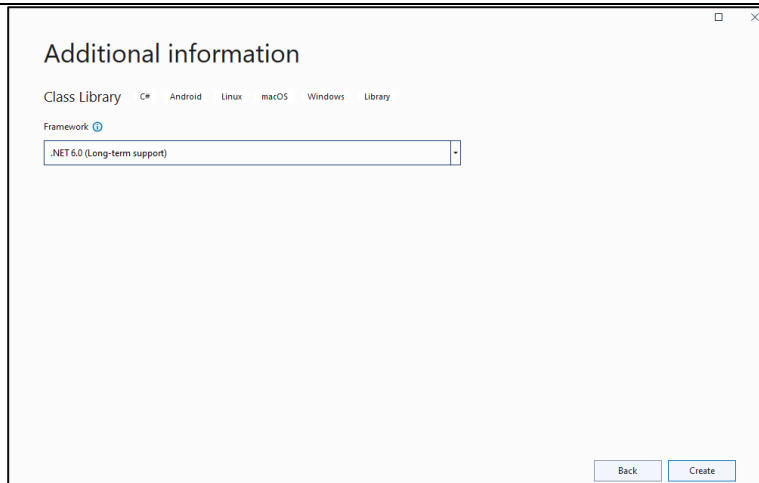 Additional information
Class Library C# Android Linux macOS Windows Library
Framework
.NET 6.0 (Long-term support)
Back Create